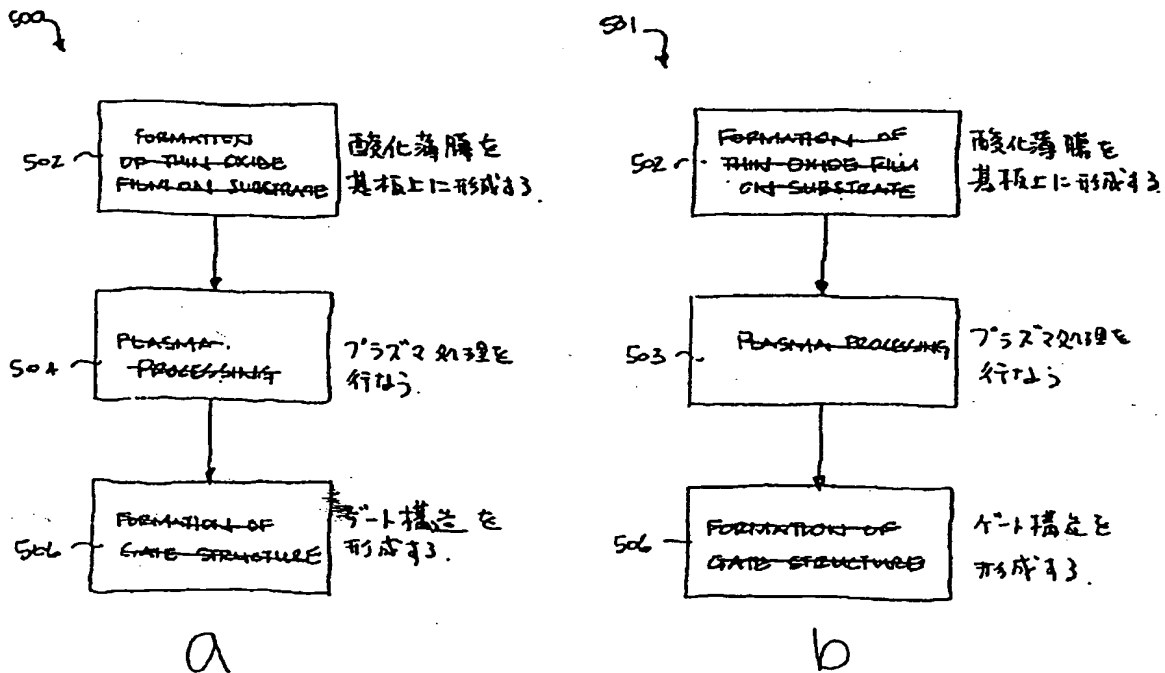 500
502
FORMATION
OF THIN OXIDE
FILM ON SUBSTRATE
酸化薄膜を
基板上に形成する.
504
PLASMA
PROCESSING
プラズマ処理を
行なう.
506
FORMATION OF
GATE STRUCTURE
ゲート構造を
形成する.
a
501
502
FORMATION OF
THIN OXIDE FILM
ON SUBSTRATE
酸化薄膜を
基板上に形成する
503
PLASMA PROCESSING
プラズマ処理を
行なう
506
FORMATION OF
GATE STRUCTURE
ゲート構造を
形成する.
b